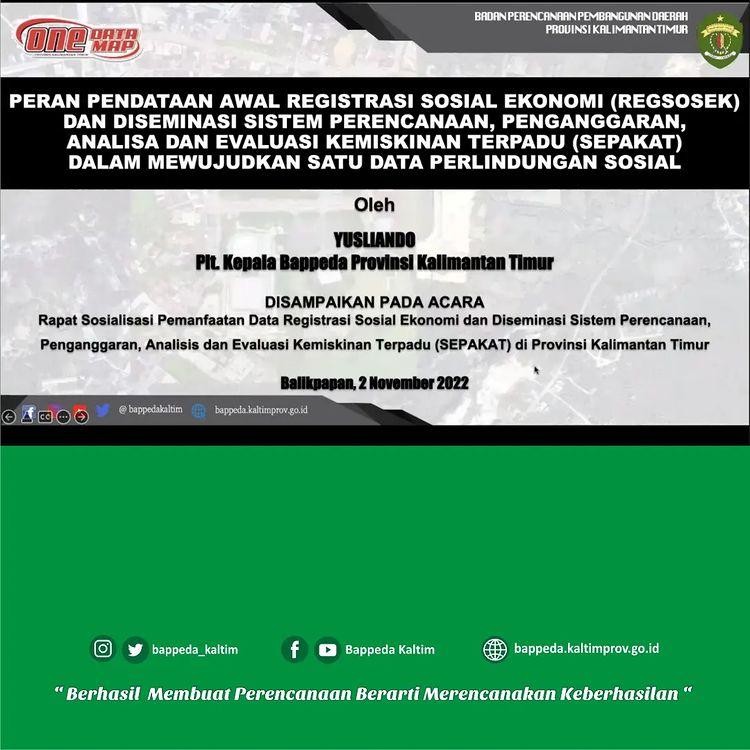 ONE DATA MAP
PROVINSI KALIMANTAN TIMUR
BADAN PERENCANAAN PEMBANGUNAN DAERAH
PROVINSI KALIMANTAN TIMUR
PERAN PENDATAAN AWAL REGISTRASI SOSIAL EKONOMI (REGSOSEK)
DAN DISEMINASI SISTEM PERENCANAAN, PENGANGGARAN,
ANALISA DAN EVALUASI KEMISKINAN TERPADU (SEPAKAT)
DALAM MEWUJUDKAN SATU DATA PERLINDUNGAN SOSIAL
Oleh
YUSLIANDO
Plt. Kepala Bappeda Provinsi Kalimantan Timur
DISAMPAIKAN PADA ACARA
Rapat Sosialisasi Pemanfaatan Data Registrasi Sosial Ekonomi dan Diseminasi Sistem Perencanaan,
Penganggaran, Analisis dan Evaluasi Kemiskinan Terpadu (SEPAKAT) di Provinsi Kalimantan Timur
Balikpapan, 2 November 2022
@ bappedakaltim bappeda.kaltimprov.go.id
bappeda_kaltim Bappeda Kaltim bappeda.kaltimprov.go.id
“ Berhasil Membuat Perencanaan Berarti Merencanakan Keberhasilan “